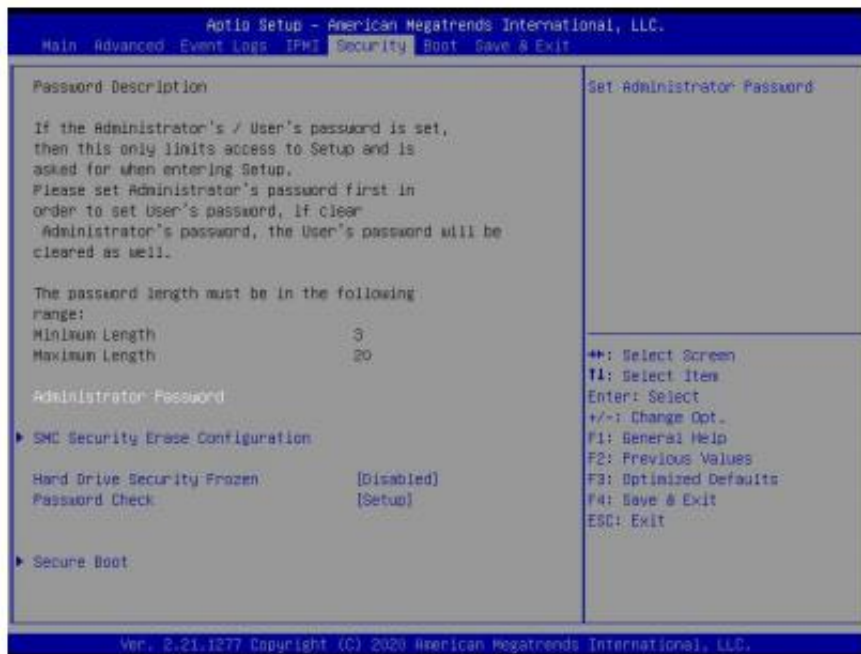 Aptio Setup – American Megatrends International, LLC.
Main Advanced Event Logs IPMI Security Boot Save & Exit
Password Description
If the Administrator's / User's password is set,
then this only limits access to Setup and is
asked for when entering Setup.
Please set Administrator's password first in
order to set User's password, if clear
Administrator's password, the User's password will be
cleared as well.
The password length must be in the following
range:
Minimum Length 3
Maximum Length 20
Administrator Password
▶ SMC Security Erase Configuration
Hard Drive Security Frozen [Disabled]
Password Check [Setup]
▶ Secure Boot
Set Administrator Password
→←: Select Screen
↑↓: Select Item
Enter: Select
+/-: Change Opt.
F1: General Help
F2: Previous Values
F3: Optimized Defaults
F4: Save & Exit
ESC: Exit
Ver. 2.21.1277 Copyright (C) 2020 American Megatrends International, LLC.